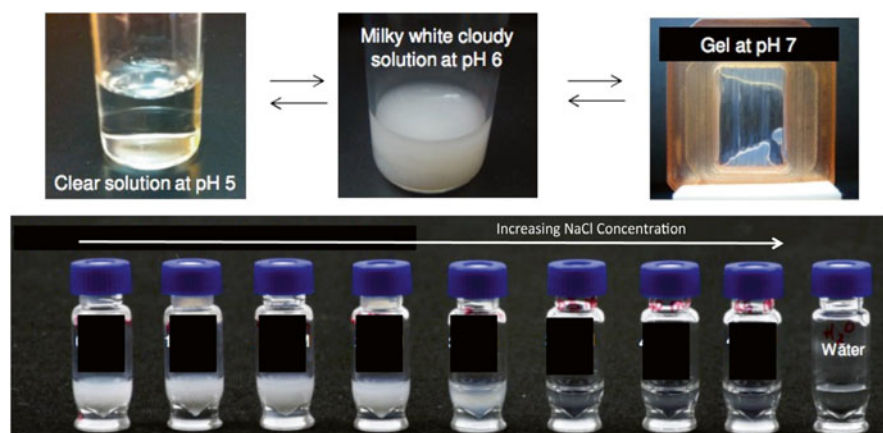 Clear solution at pH 5
Milky white cloudy
solution at pH 6
Gel at pH 7
Increasing NaCl Concentration
H₂O
Water